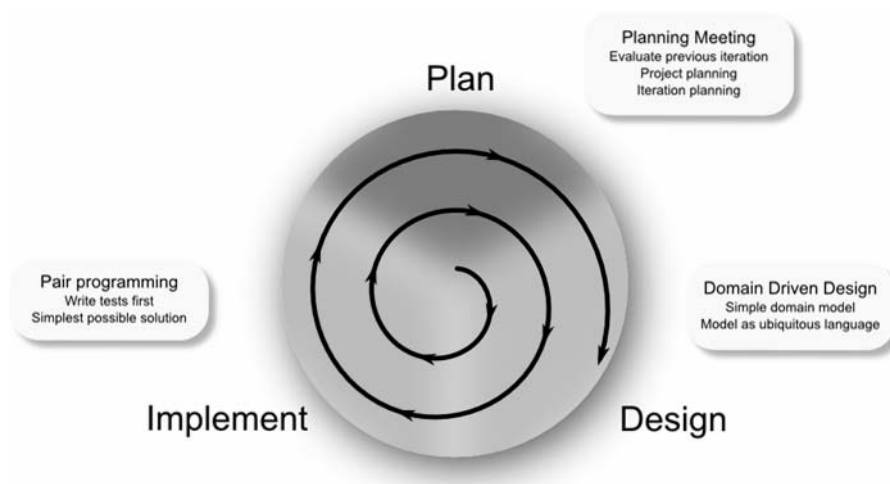 Planning Meeting
Evaluate previous iteration
Project planning
Iteration planning
Plan
Pair programming
Write tests first
Simplest possible solution
Domain Driven Design
Simple domain model
Model as ubiquitous language
Implement
Design